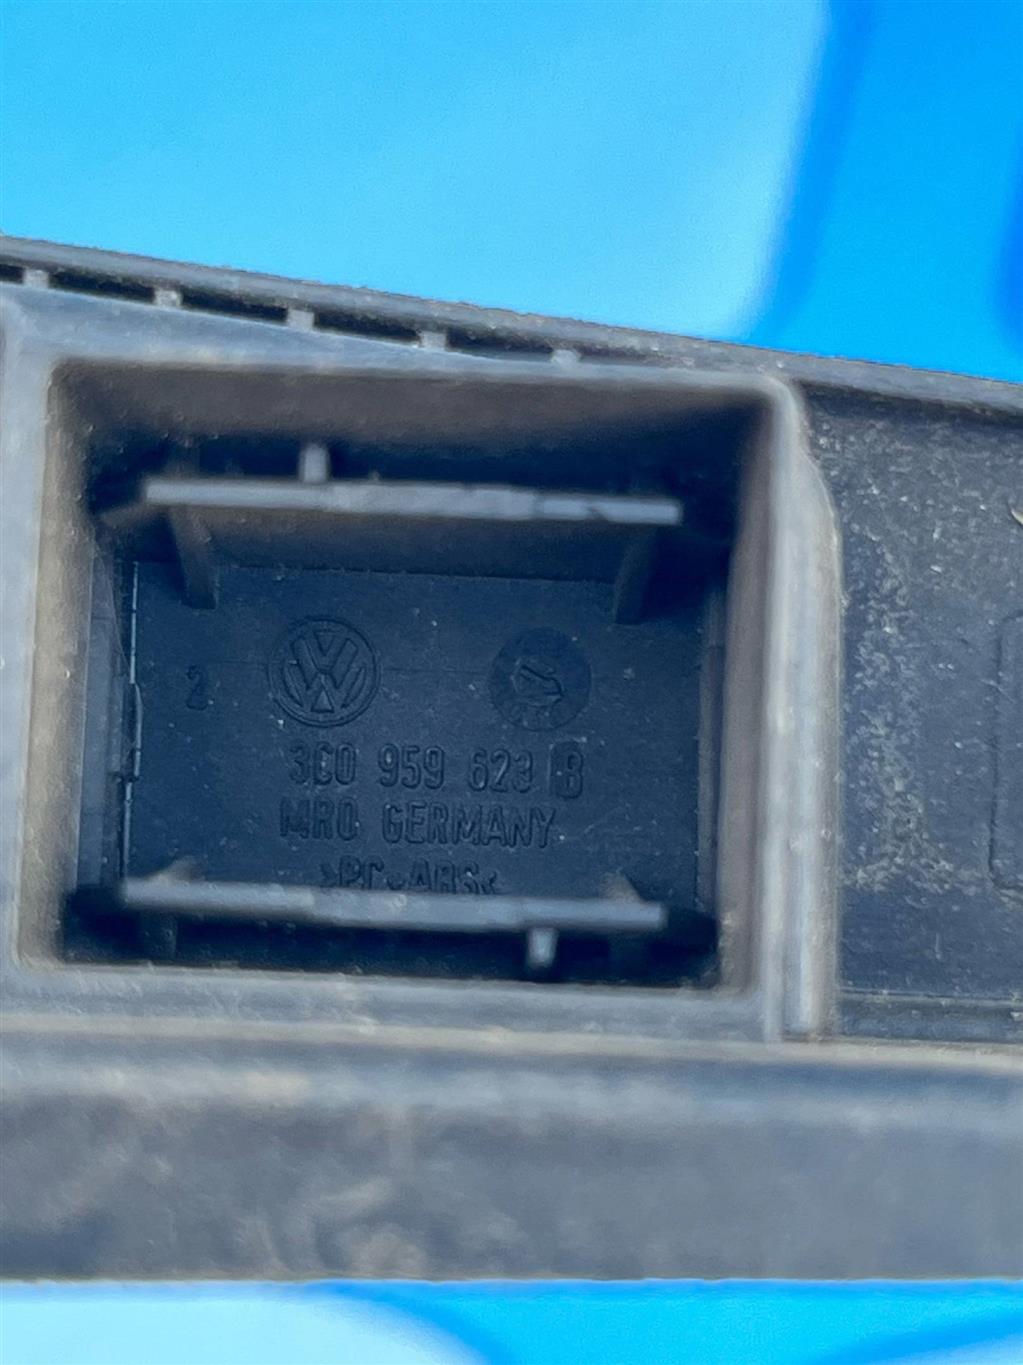 2
3C0 959 623 B
MRO GERMANY
>PC+ABS<